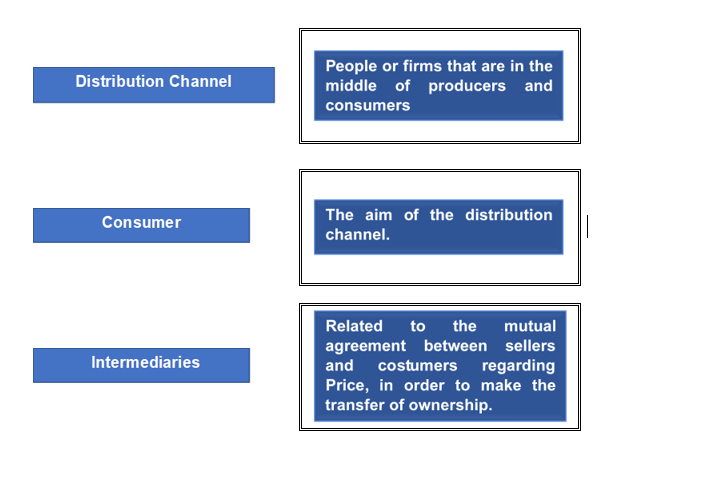 Distribution Channel
People or firms that are in the
middle of producers and
consumers
Consumer
The aim of the distribution
channel.
Intermediaries
Related to the mutual
agreement between sellers
and costumers regarding
Price, in order to make the
transfer of ownership.